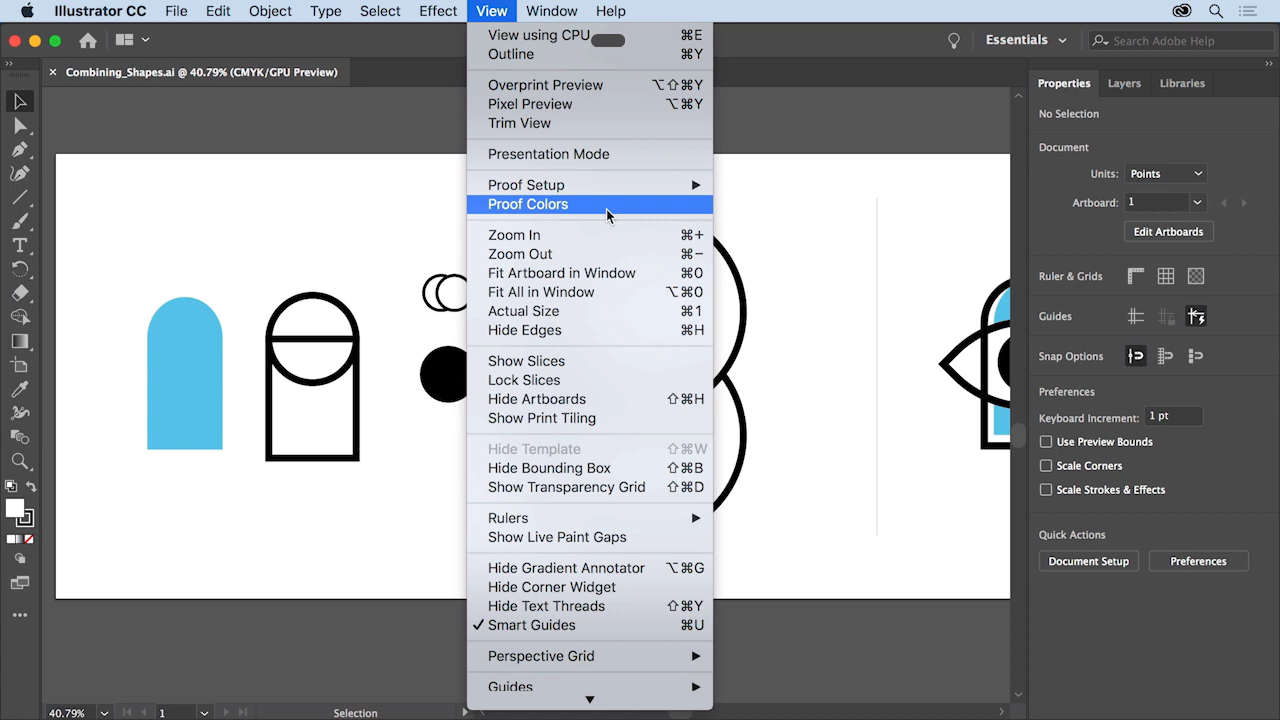 Illustrator CC File Edit Object Type Select Effect View Window Help
Essentials
Search Adobe Help
× Combining_Shapes.ai @ 40.79% (CMYK/GPU Preview)
View using CPU ⌘E
Outline ⌘Y
Overprint Preview ⌥⇧⌘Y
Pixel Preview ⌥⌘Y
Trim View
Presentation Mode
Proof Setup
Proof Colors
Zoom In ⌘+
Zoom Out ⌘−
Fit Artboard in Window ⌘0
Fit All in Window ⌥⌘0
Actual Size ⌘1
Hide Edges ⌘H
Show Slices
Lock Slices
Hide Artboards ⇧⌘H
Show Print Tiling
Hide Template ⇧⌘W
Hide Bounding Box ⇧⌘B
Show Transparency Grid ⇧⌘D
Rulers
Show Live Paint Gaps
Hide Gradient Annotator ⌥⌘G
Hide Corner Widget
Hide Text Threads ⇧⌘Y
✓ Smart Guides ⌘U
Perspective Grid
Guides
Properties Layers Libraries
No Selection
Document
Units: Points
Artboard: 1
Edit Artboards
Ruler & Grids
Guides
Snap Options
Preferences
Keyboard Increment: 1 pt
Use Preview Bounds
Scale Corners
Scale Strokes & Effects
Quick Actions
Document Setup Preferences
40.79% 1 Selection